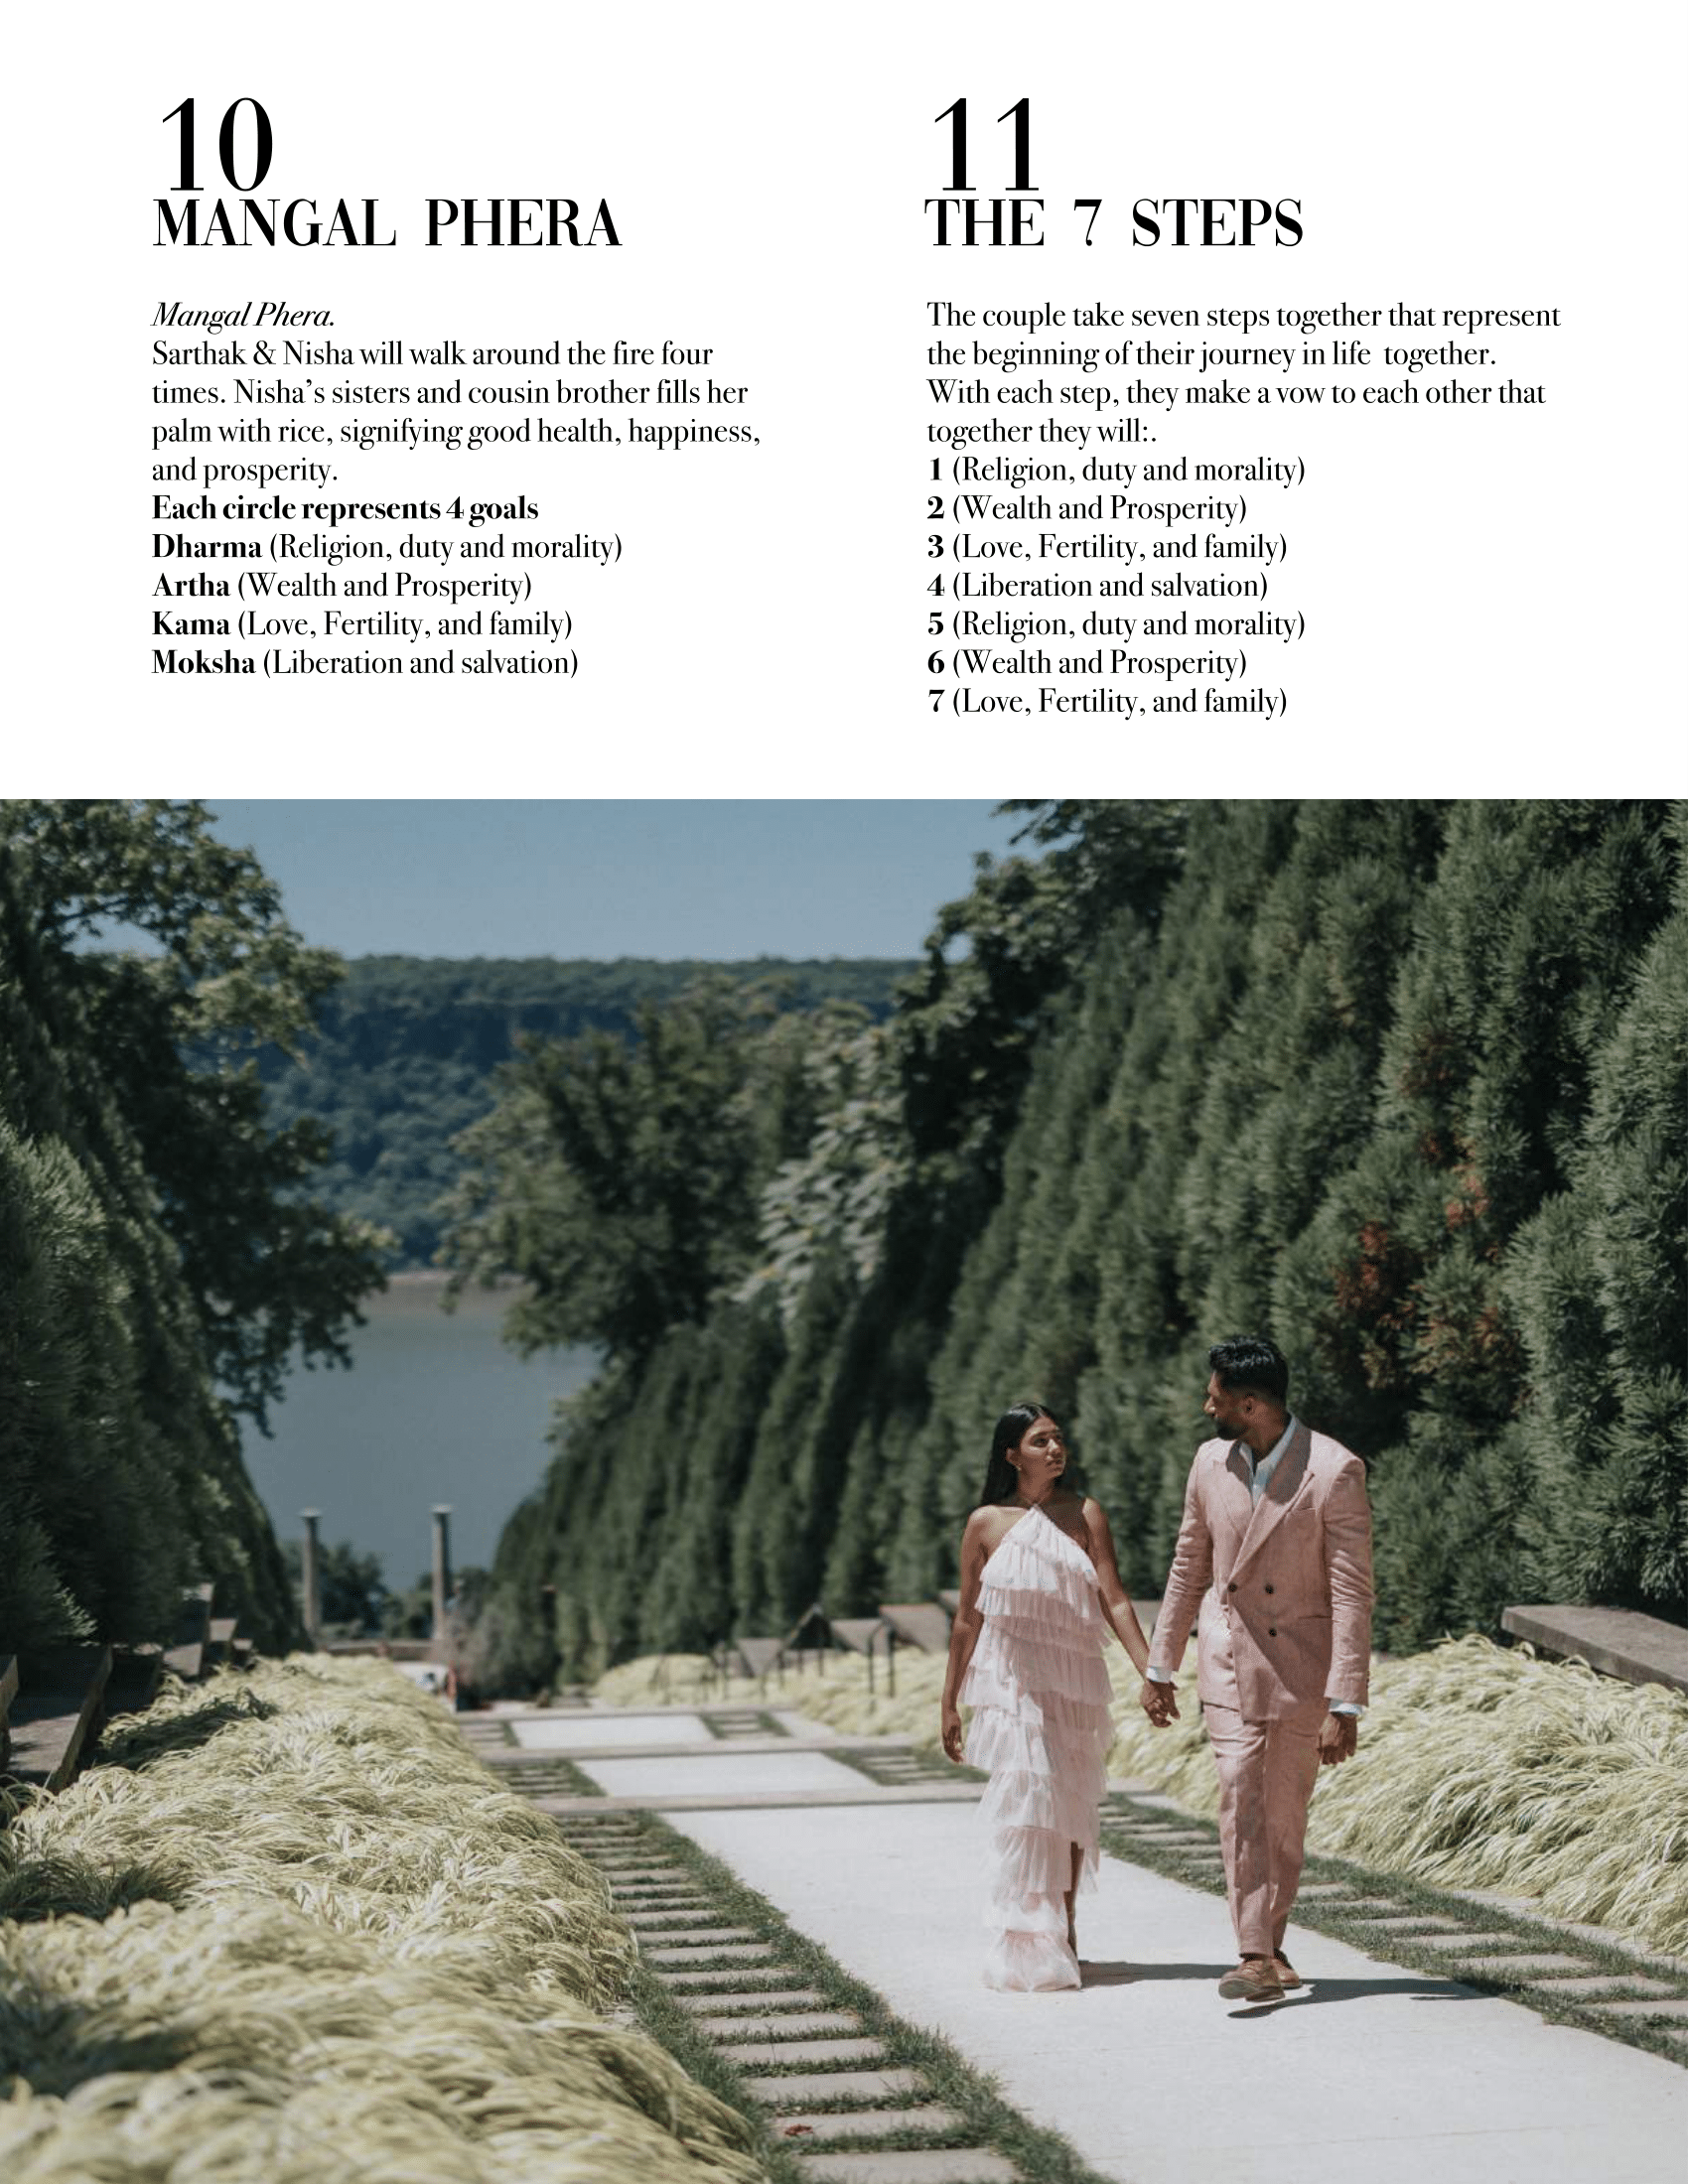 10
MANGAL PHERA
Mangal Phera.
Sarthak & Nisha will walk around the fire four
times. Nisha's sisters and cousin brother fills her
palm with rice, signifying good health, happiness,
and prosperity.
Each circle represents 4 goals
Dharma (Religion, duty and morality)
Artha (Wealth and Prosperity)
Kama (Love, Fertility, and family)
Moksha (Liberation and salvation)
11
THE 7 STEPS
The couple take seven steps together that represent
the beginning of their journey in life together.
With each step, they make a vow to each other that
together they will:.
1 (Religion, duty and morality)
2 (Wealth and Prosperity)
3 (Love, Fertility, and family)
4 (Liberation and salvation)
5 (Religion, duty and morality)
6 (Wealth and Prosperity)
7 (Love, Fertility, and family)